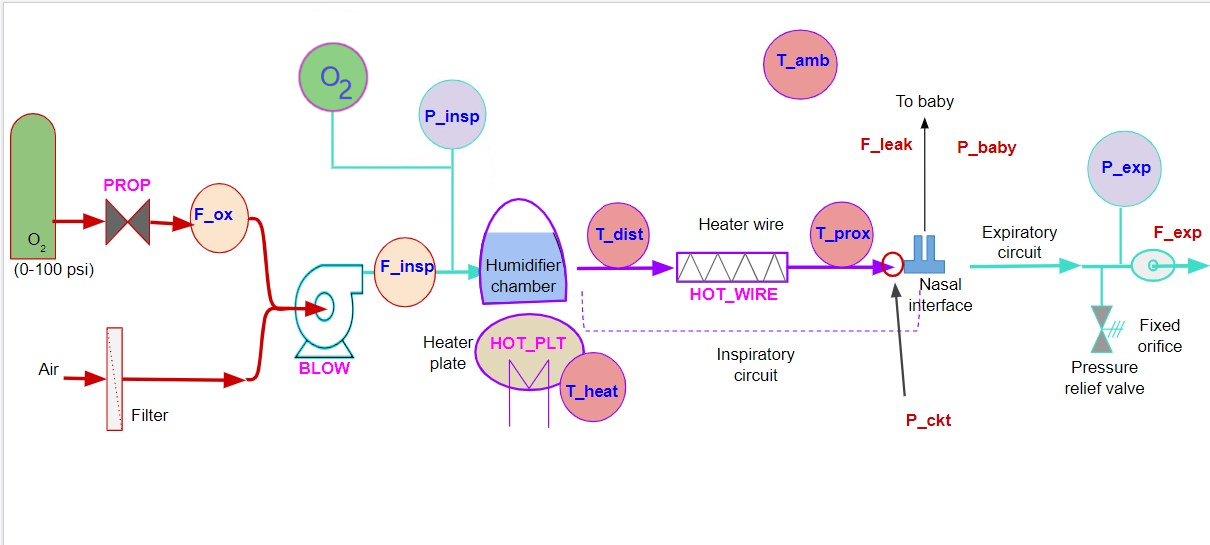 O2
T_amb
P_insp
To baby
F_leak
P_baby
P_exp
PROP
F_ox
O2
(0-100 psi)
F_insp
Humidifier
chamber
T_dist
Heater wire
HOT_WIRE
T_prox
Nasal
interface
Expiratory
circuit
F_exp
BLOW
Heater
plate
HOT_PLT
T_heat
Inspiratory
circuit
Fixed
orifice
Pressure
relief valve
Air
Filter
P_ckt